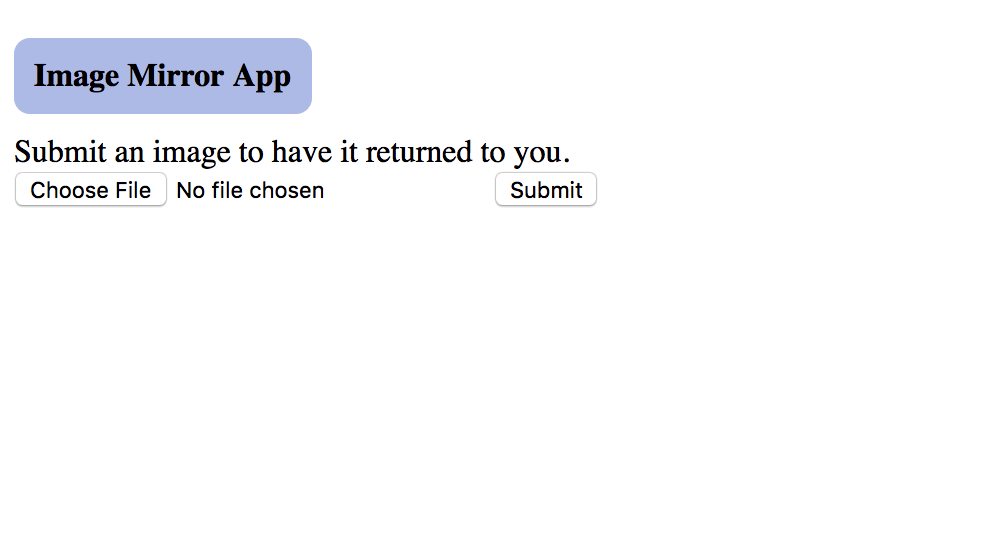 Image Mirror App
Submit an image to have it returned to you.
Choose File No file chosen Submit